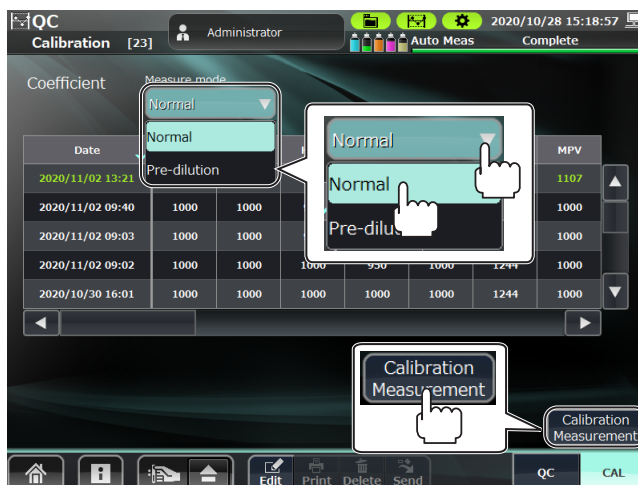 QC
Calibration [23]
Administrator
Auto Meas
2020/10/28 15:18:57
Complete
Coefficient
Measure mode
Normal
Normal
Pre-dilution
Normal
Normal
Date
MPV
2020/11/02 13:21
1107
2020/11/02 09:40 1000 1000 1000
2020/11/02 09:03 1000 1000 1000
2020/11/02 09:02 1000 1000 1000 950 1000 1244 1000
2020/10/30 16:01 1000 1000 1000 1000 1000 1244 1000
Calibration
Measurement
Calibration
Measurement
Edit Print Delete Send
QC CAL